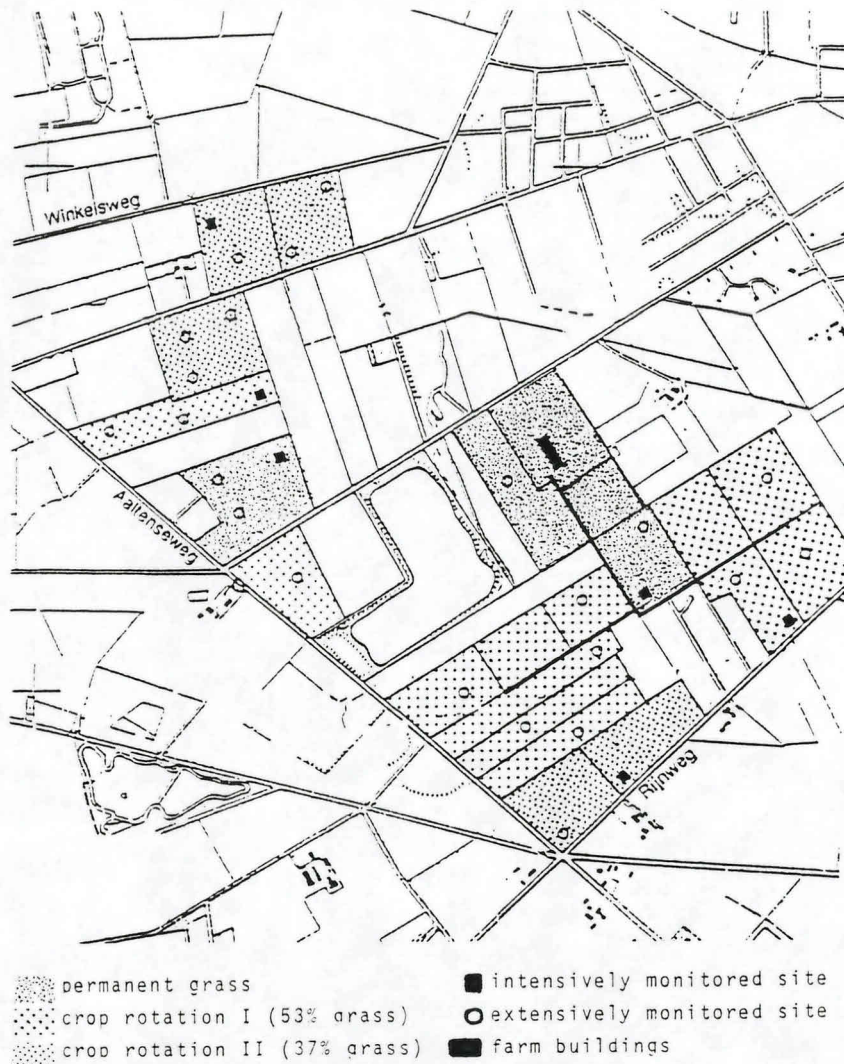 Winkelsweg
Aaltenseweg
Rijunweg
permanent grass
crop rotation I (53% grass)
crop rotation II (37% grass)
intensively monitored site
extensively monitored site
farm buildings